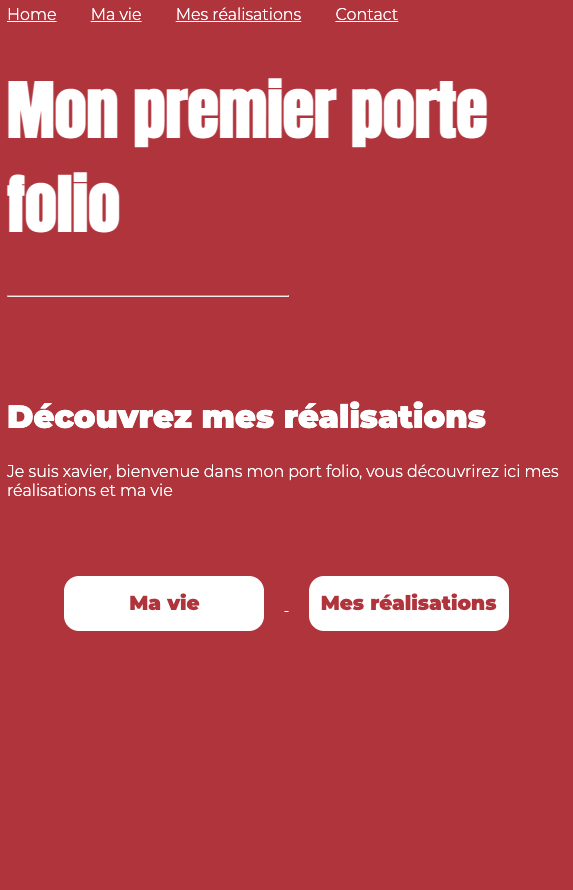 Home Ma vie Mes réalisations Contact
Mon premier porte
folio
Découvrez mes réalisations
Je suis xavier, bienvenue dans mon port folio, vous découvrirez ici mes
réalisations et ma vie
Ma vie Mes réalisations